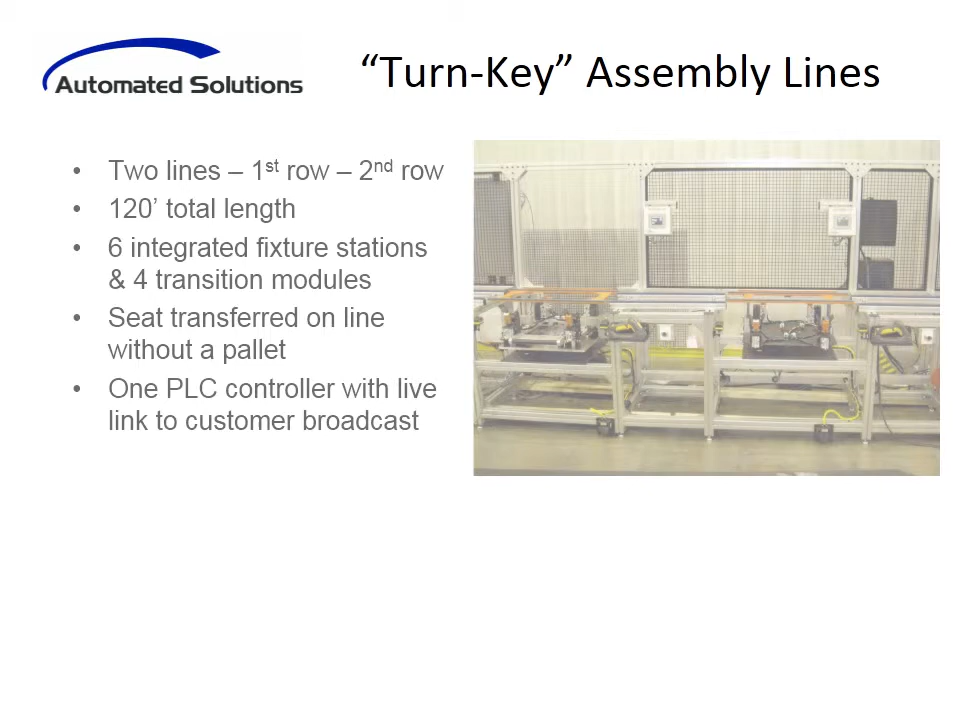 Automated Solutions
“Turn-Key” Assembly Lines
• Two lines – 1st row – 2nd row
• 120’ total length
• 6 integrated fixture stations
& 4 transition modules
• Seat transferred on line
without a pallet
• One PLC controller with live
link to customer broadcast